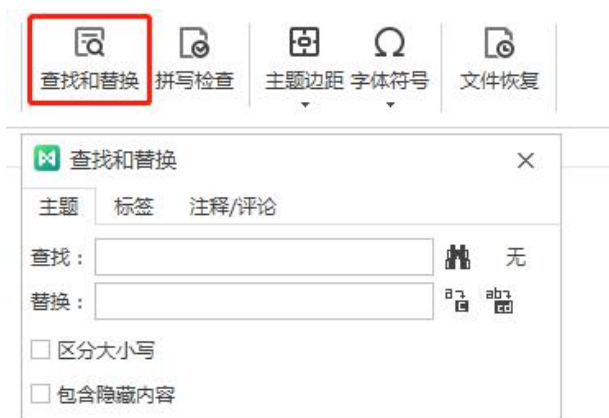 查找和替换 拼写检查 主题边距 字体符号 文件恢复
查找和替换
主题 标签 注释/评论
查找： 无
替换：
区分大小写
包含隐藏内容